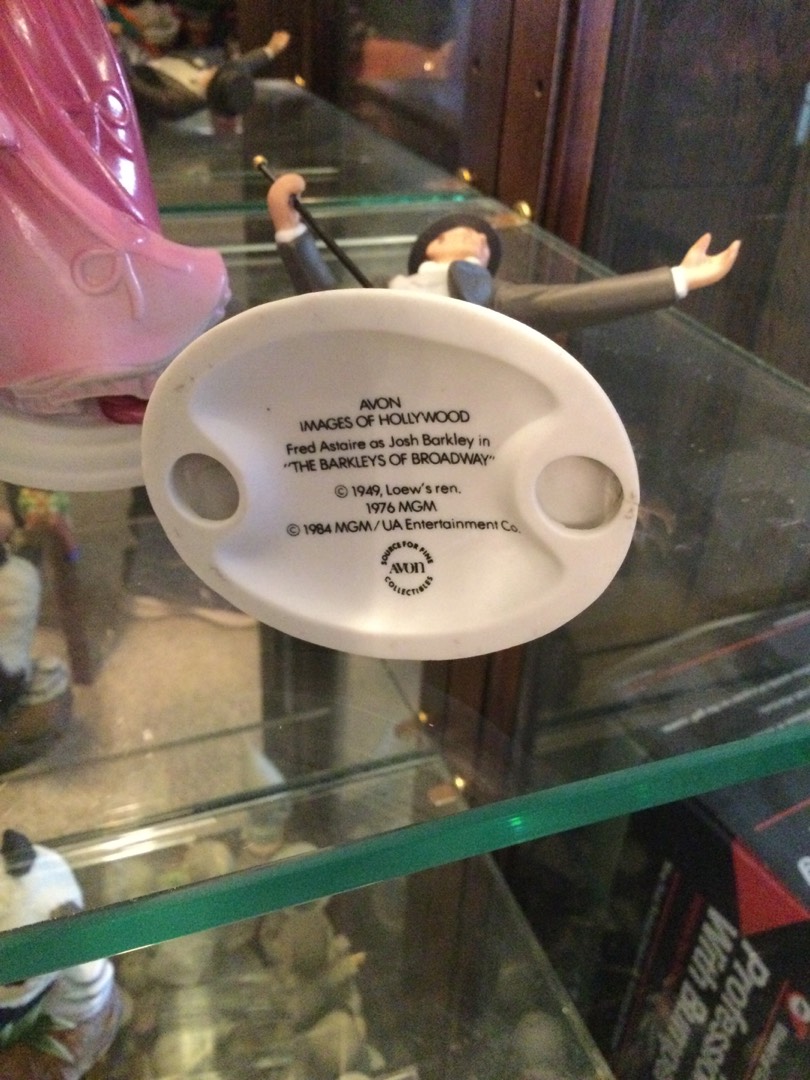 AVON
IMAGES OF HOLLYWOOD
Fred Astaire as Josh Barkley in
"THE BARKLEYS OF BROADWAY"
© 1949, Loew's ren.
1976 MGM
© 1984 MGM/UA Entertainment Co.
SOURCE FOR FINE
AVON
COLLECTIBLES
With